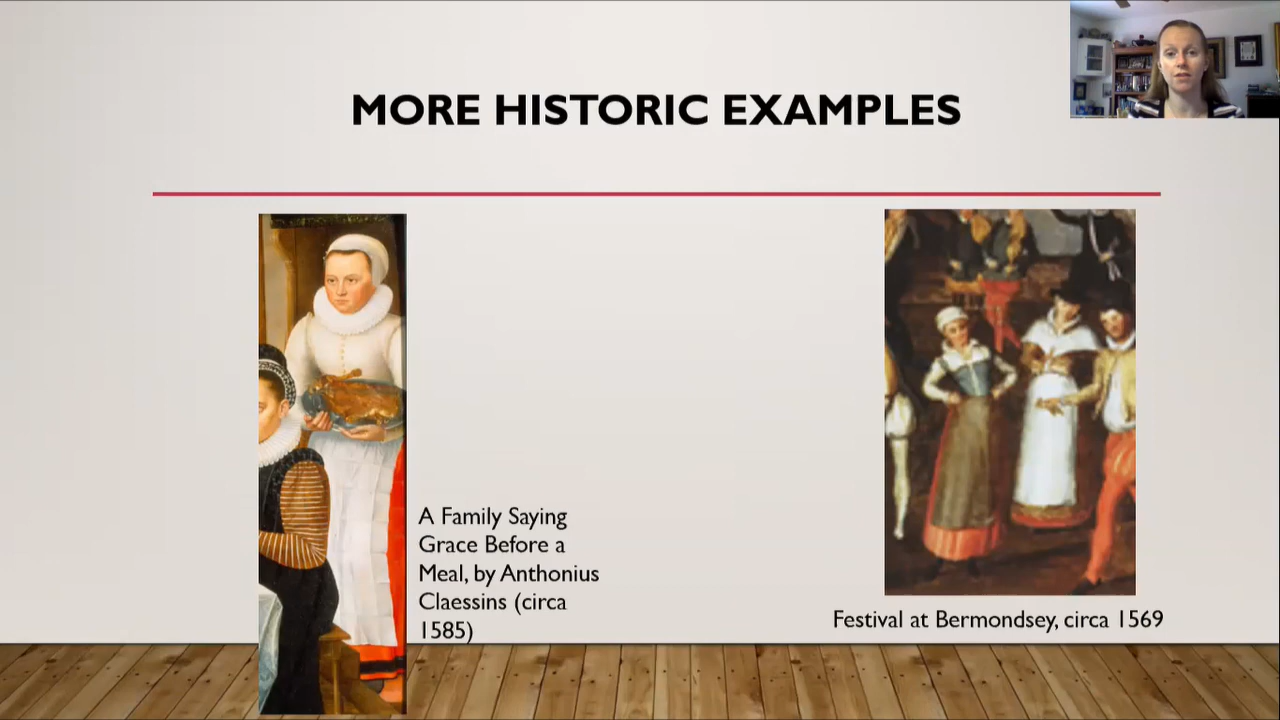 MORE HISTORIC EXAMPLES
A Family Saying
Grace Before a
Meal, by Anthonius
Claessins (circa
1585)
Festival at Bermondsey, circa 1569